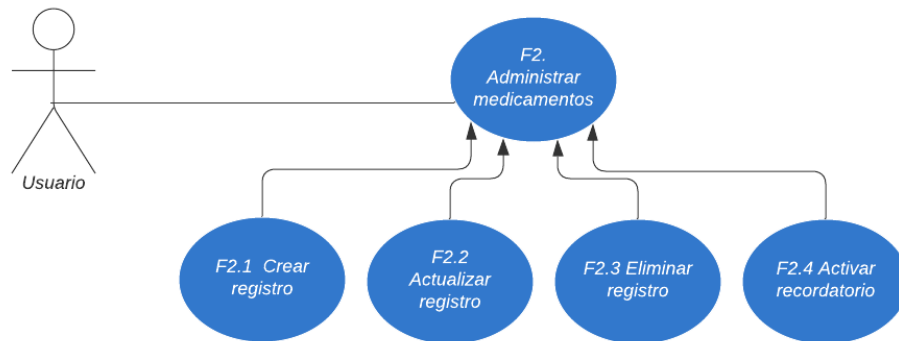 F2.
Administrar
medicamentos
Usuario
F2.1 Crear
registro
F2.2
Actualizar
registro
F2.3 Eliminar
registro
F2.4 Activar
recordatorio